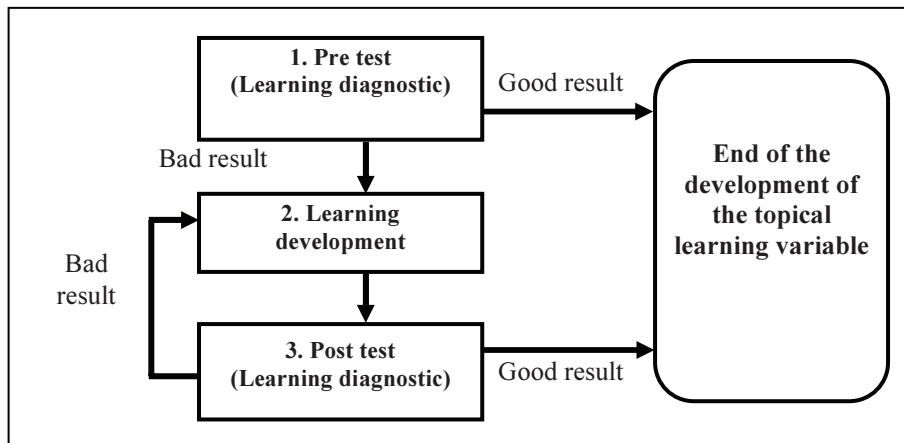 1. Pre test
(Learning diagnostic)
Good result
Bad result
End of the
development of
the topical
learning variable
2. Learning
development
Bad
result
3. Post test
(Learning diagnostic)
Good result